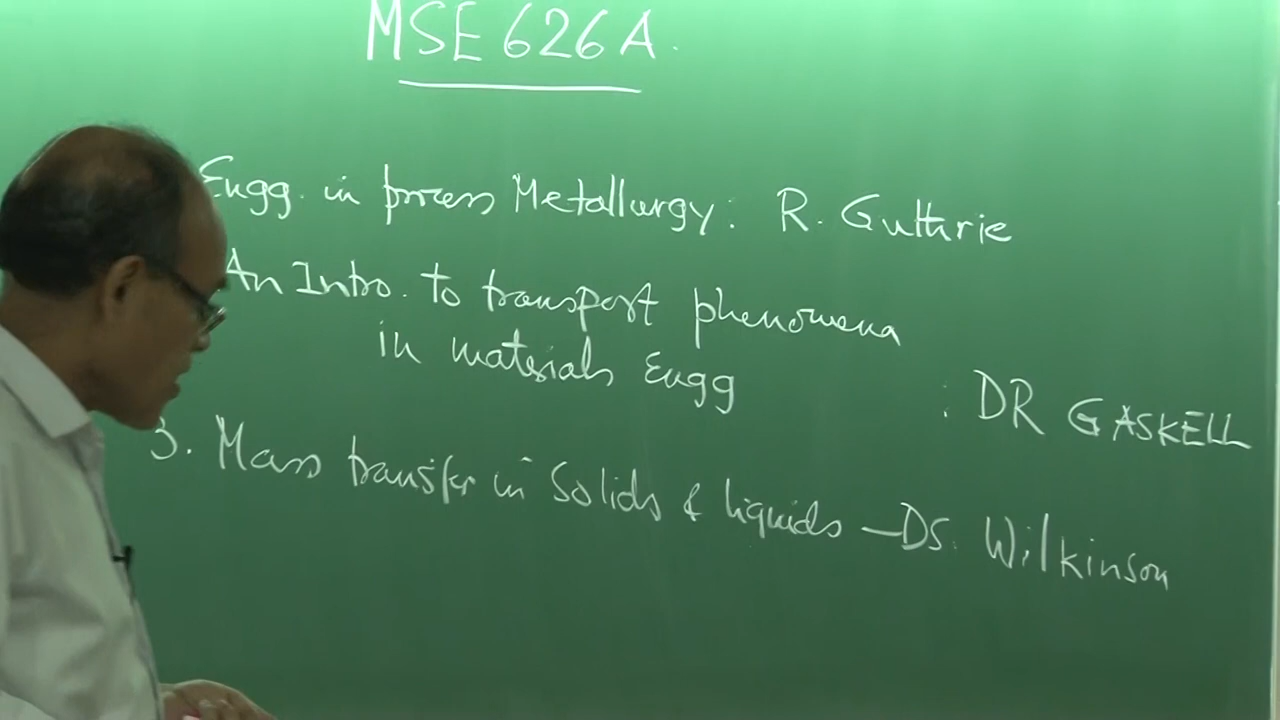 MSE 626A.
Engg. in process Metallurgy: R. Guthrie
An Intro. to transport phenomena
in materials Engg : DR GASKELL
3. Mass transfer in Solids & liquids – DS. Wilkinson